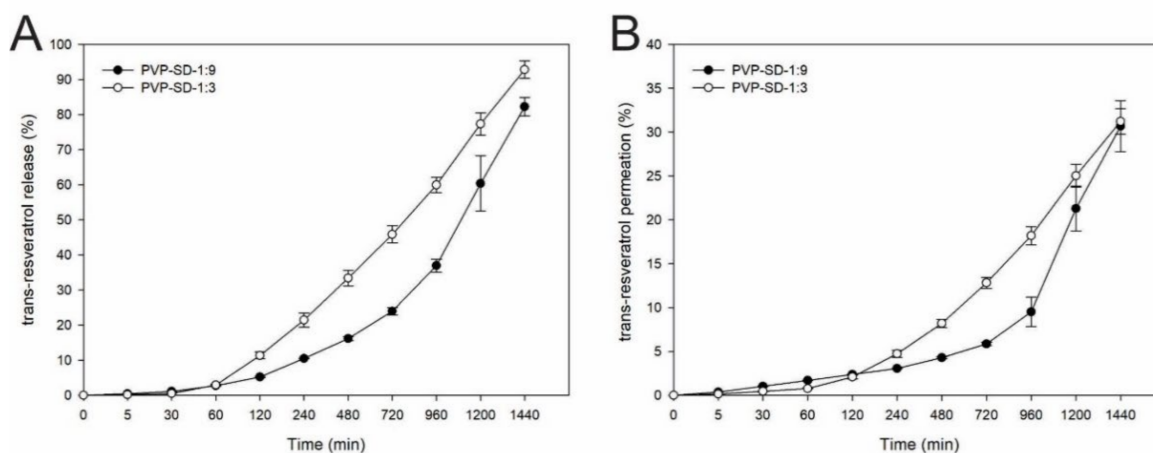 A
trans-resveratrol release (%)
100
90
80
70
60
50
40
30
20
10
0
PVP-SD-1:9
PVP-SD-1:3
0 5 30 60 120 240 480 720 960 1200 1440
Time (min)
B
trans-resveratrol permeation (%)
40
35
30
25
20
15
10
5
0
PVP-SD-1:9
PVP-SD-1:3
0 5 30 60 120 240 480 720 960 1200 1440
Time (min)